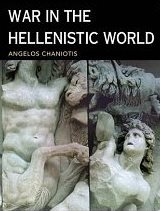 WAR IN THE
HELLENISTIC WORLD
ANGELOS CHANIOTIS